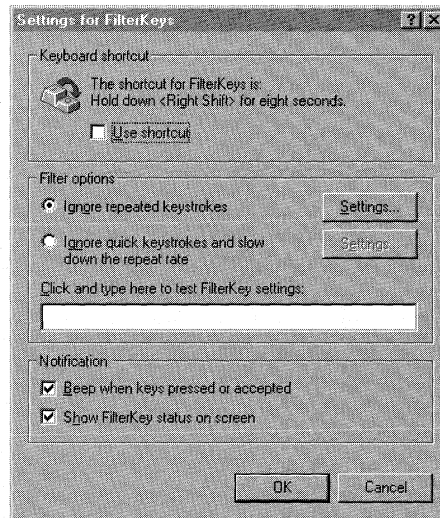 Settings for FilterKeys
Keyboard shortcut
The shortcut for FilterKeys is:
Hold down <Right Shift> for eight seconds.
Use shortcut
Filter options
Ignore repeated keystrokes
Settings...
Ignore quick keystrokes and slow
down the repeat rate
Settings...
Click and type here to test FilterKey settings:
Notification
Beep when keys pressed or accepted
Show FilterKey status on screen
OK
Cancel